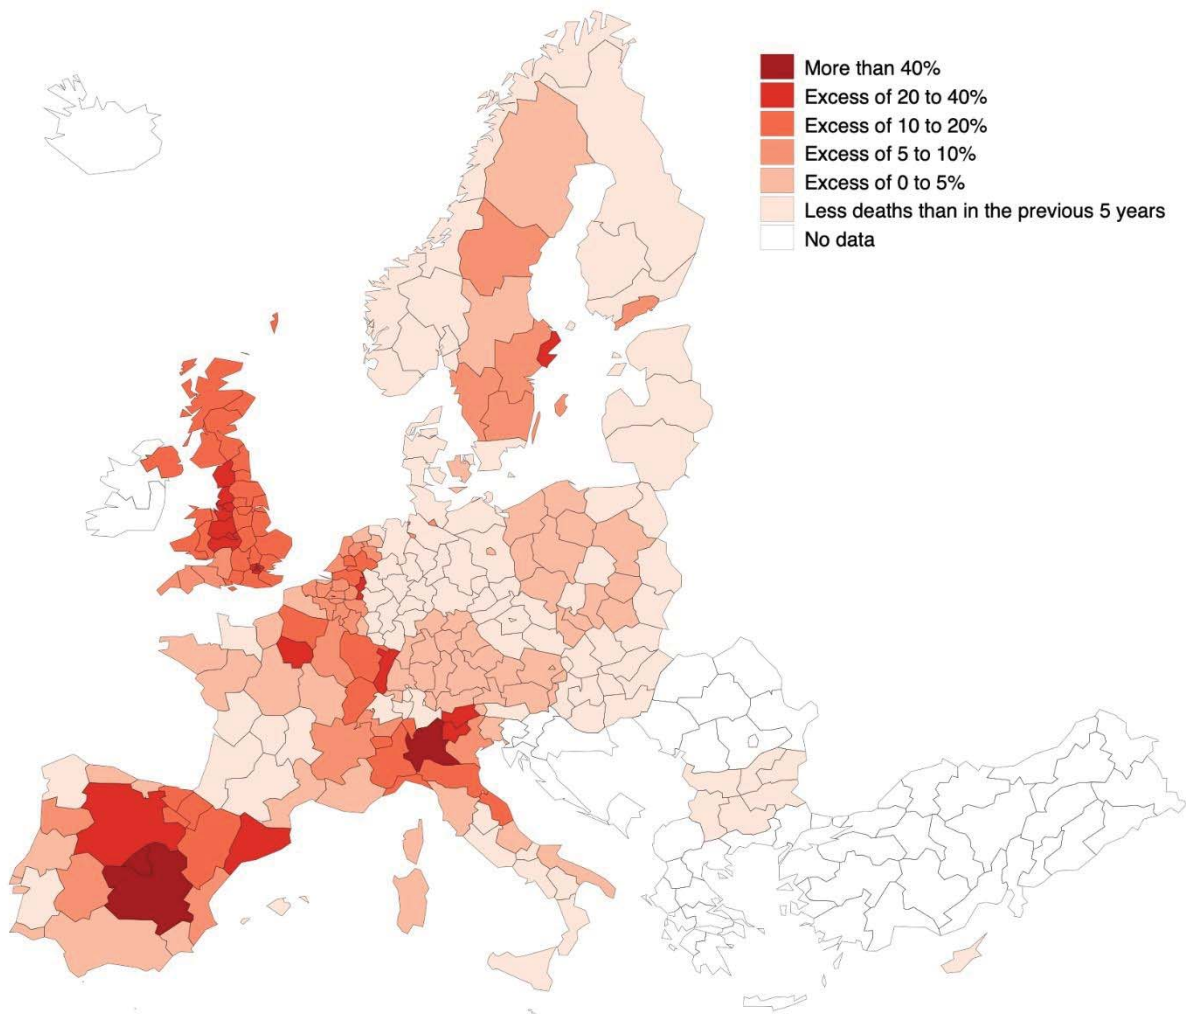 More than 40%
Excess of 20 to 40%
Excess of 10 to 20%
Excess of 5 to 10%
Excess of 0 to 5%
Less deaths than in the previous 5 years
No data